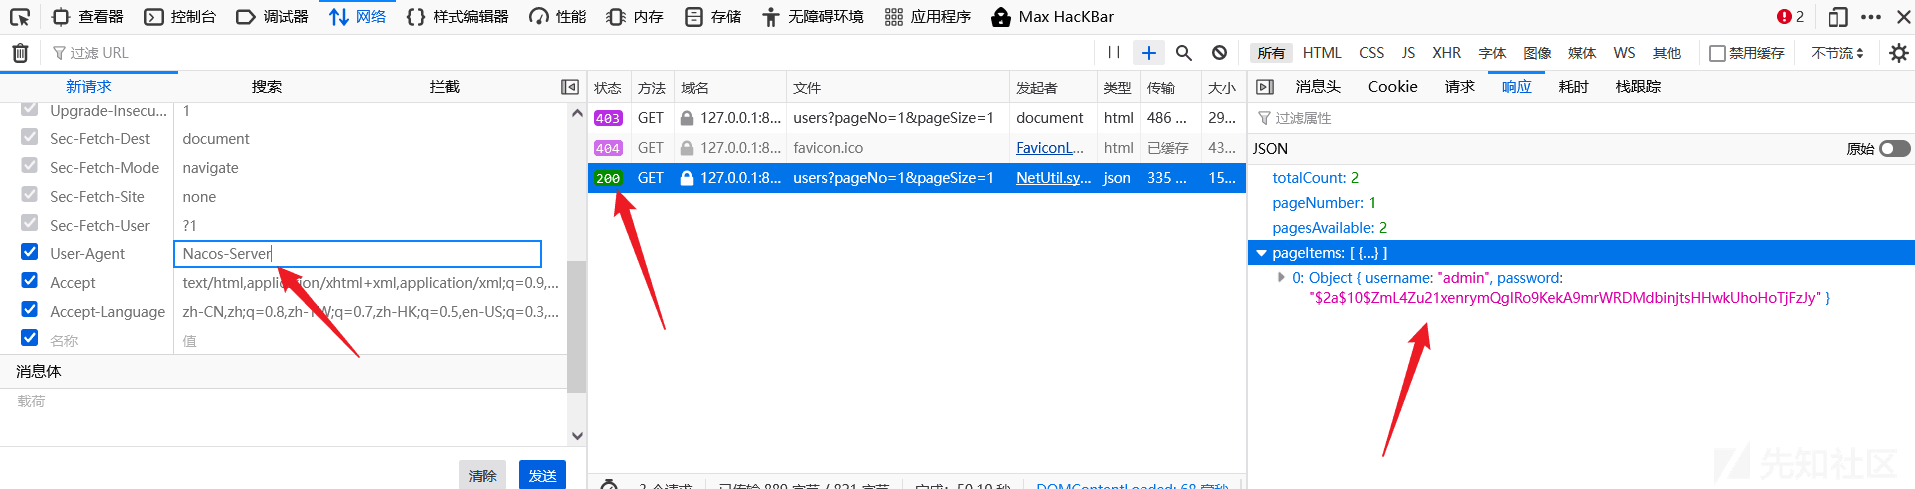 查看器 控制台 调试器 网络 样式编辑器 性能 内存 存储 无障碍环境 应用程序 Max HacKBar 2
过滤 URL
所有 HTML CSS JS XHR 字体 图像 媒体 WS 其他 禁用缓存 不节流
新请求 搜索 拦截
Upgrade-Insecu... 1
Sec-Fetch-Dest document
Sec-Fetch-Mode navigate
Sec-Fetch-Site none
Sec-Fetch-User ?1
User-Agent Nacos-Server
Accept text/html,application/xhtml+xml,application/xml;q=0.9,...
Accept-Language zh-CN,zh;q=0.8,zh-TW;q=0.7,zh-HK;q=0.5,en-US;q=0.3,...
名称 值
消息体
载荷
清除 发送
状态 方法 域名 文件 发起者 类型 传输 大小
403 GET 127.0.0.1:8... users?pageNo=1&pageSize=1 document html 486 ... 29...
404 GET 127.0.0.1:8... favicon.ico FaviconL... html 已缓存 43...
200 GET 127.0.0.1:8... users?pageNo=1&pageSize=1 NetUtil.sy... json 335 ... 15...
3 个请求 已传输 889 字节 / 821 字节 完成: 50.10 秒 DOMContentLoaded: 68 毫秒
消息头 Cookie 请求 响应 耗时 栈跟踪
过滤属性
JSON 原始
totalCount: 2
pageNumber: 1
pagesAvailable: 2
pageItems: [ {...} ]
0: Object { username: "admin", password:
"$2a$10$ZmL4Zu21xenrymQglRo9KekA9mrWRDMdbinjtsHHwkUhoHoTjFzJy" }
先知社区